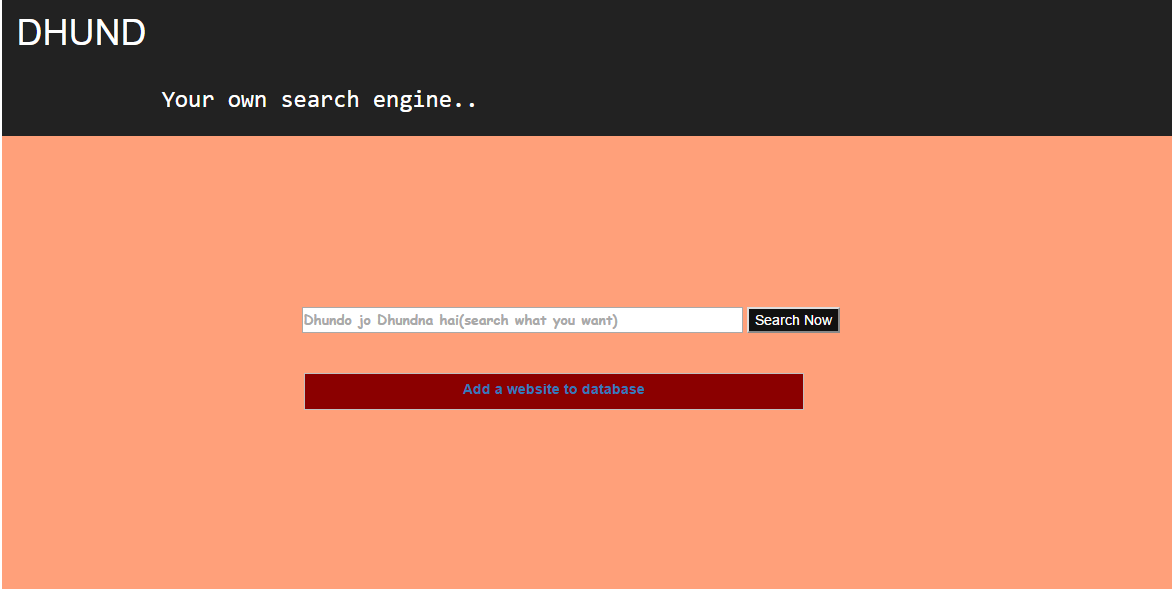 DHUND
Your own search engine..
Dhundo jo Dhundna hai(search what you want)
Search Now
Add a website to database